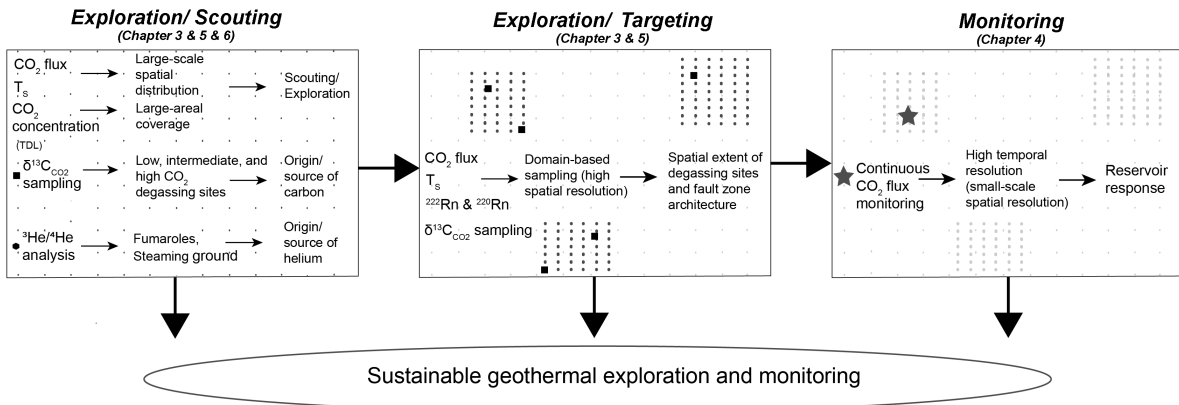 Exploration/ Scouting
(Chapter 3 & 5 & 6)
CO₂ flux
Tₛ
CO₂
concentration
(TDL)
Large-scale
spatial
distribution
Large-areal
coverage
Scouting/
Exploration
δ¹³C_CO₂
sampling
Low, intermediate, and
high CO₂
degassing sites
Origin/
source of
carbon
³He/⁴He
analysis
Fumaroles,
Steaming ground
Origin/
source of
helium
Exploration/ Targeting
(Chapter 3 & 5)
CO₂ flux
Tₛ
²²²Rn & ²²⁰Rn
δ¹³C_CO₂ sampling
Domain-based
sampling (high
spatial resolution)
Spatial extent of
degassing sites
and fault zone
architecture
Monitoring
(Chapter 4)
Continuous
CO₂ flux
monitoring
High temporal
resolution
(small-scale
spatial resolution)
Reservoir
response
Sustainable geothermal exploration and monitoring